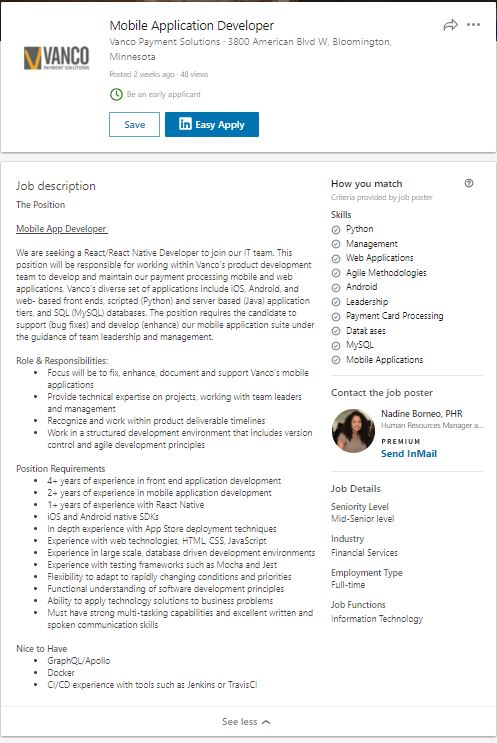 VANCO
PAYMENT SOLUTIONS
Mobile Application Developer
Vanco Payment Solutions · 3800 American Blvd W, Bloomington,
Minnesota
Posted 2 weeks ago · 48 views
Be an early applicant
Save
in Easy Apply
Job description
The Position
Mobile App Developer
We are seeking a React/React Native Developer to join our IT team. This
position will be responsible for working within Vanco's product development
team to develop and maintain our payment processing mobile and web
applications. Vanco's diverse set of applications include iOS, Android, and
web- based front ends, scripted (Python) and server based (Java) application
tiers, and SQL (MySQL) databases. The position requires the candidate to
support (bug fixes) and develop (enhance) our mobile application suite under
the guidance of team leadership and management.
Role & Responsibilities:
• Focus will be to fix, enhance, document and support Vanco's mobile
applications
• Provide technical expertise on projects, working with team leaders
and management
• Recognize and work within product deliverable timelines
• Work in a structured development environment that includes version
control and agile development principles
Position Requirements
• 4+ years of experience in front end application development
• 2+ years of experience in mobile application development
• 1+ years of experience with React Native
• iOS and Android native SDKs
• In depth experience with App Store deployment techniques
• Experience with web technologies, HTML, CSS, JavaScript
• Experience in large scale, database driven development environments
• Experience with testing frameworks such as Mocha and Jest
• Flexibility to adapt to rapidly changing conditions and priorities
• Functional understanding of software development principles
• Ability to apply technology solutions to business problems
• Must have strong multi-tasking capabilities and excellent written and
spoken communication skills
Nice to Have
• GraphQL/Apollo
• Docker
• CI/CD experience with tools such as Jenkins or TravisCI
How you match
Criteria provided by job poster
Skills
Python
Management
Web Applications
Agile Methodologies
Android
Leadership
Payment Card Processing
Databases
MySQL
Mobile Applications
Contact the job poster
Nadine Borneo, PHR
Human Resources Manager a...
PREMIUM
Send InMail
Job Details
Seniority Level
Mid-Senior level
Industry
Financial Services
Employment Type
Full-time
Job Functions
Information Technology
See less